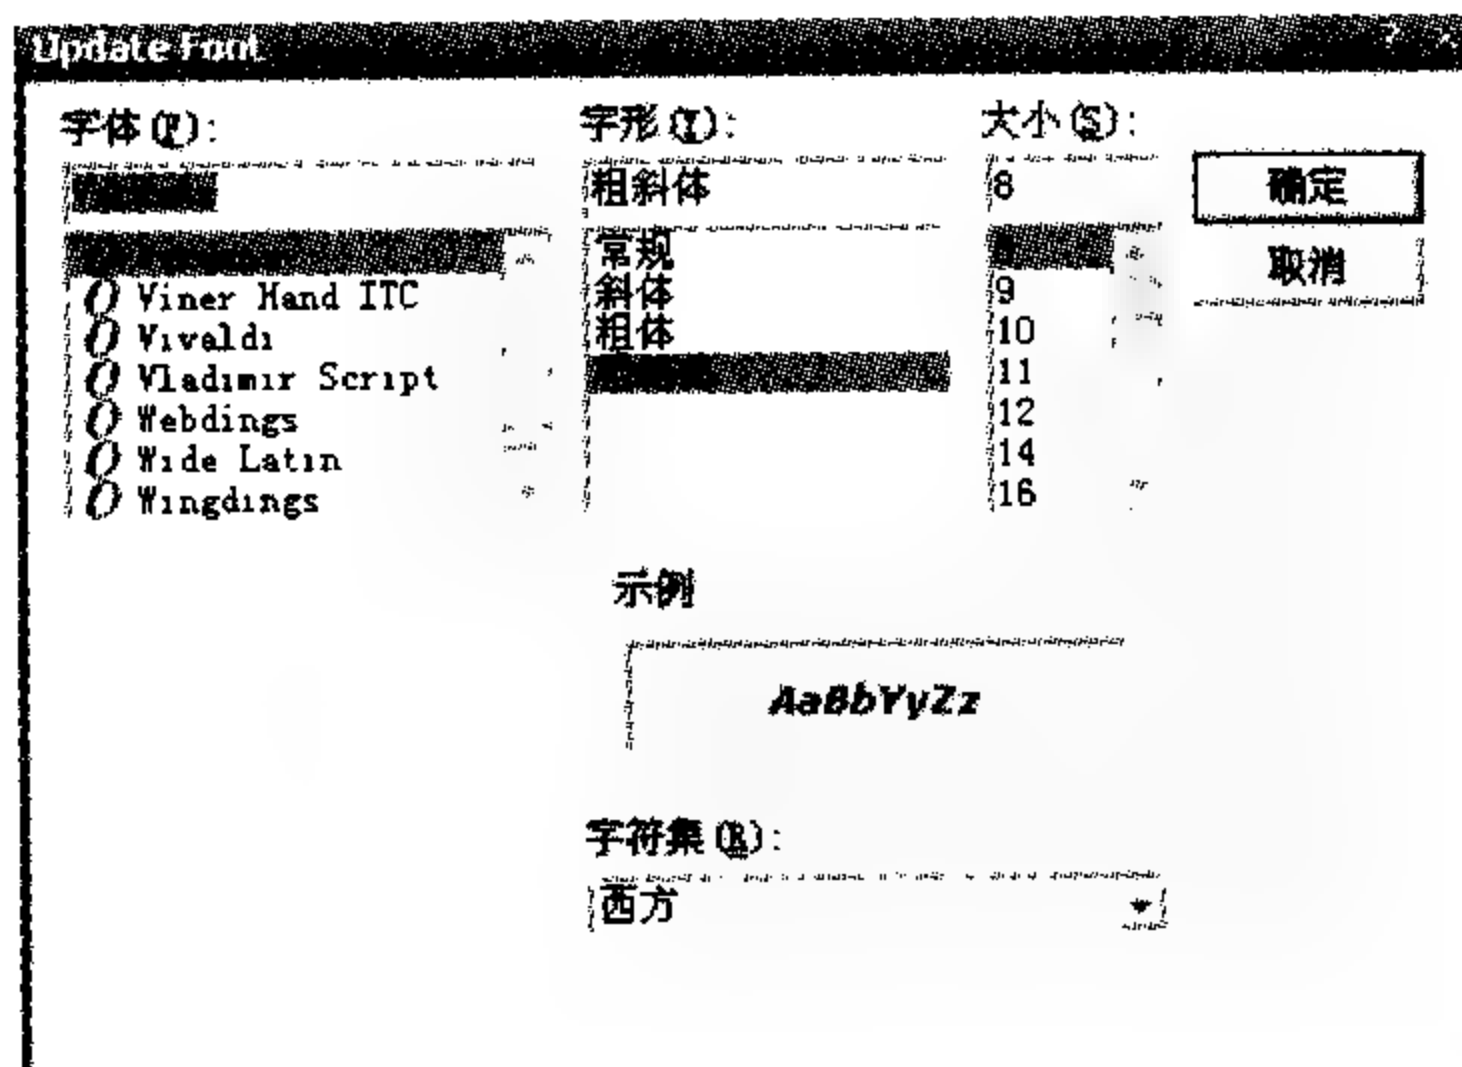 Update Font
字体(F):
字形(Y):
大小(S):
粗斜体
8
确定
常规
取消
Viner Hand ITC
斜体
9
Vivaldi
粗体
10
Vladimir Script
11
Webdings
12
Wide Latin
14
Wingdings
16
示例
AaBbYyZz
字符集(R):
西方